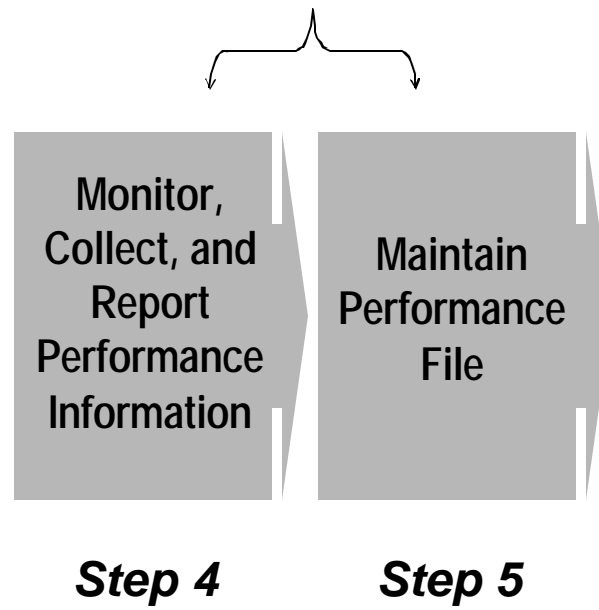 Monitor,
Collect, and
Report
Performance
Information
Maintain
Performance
File
Step 4
Step 5